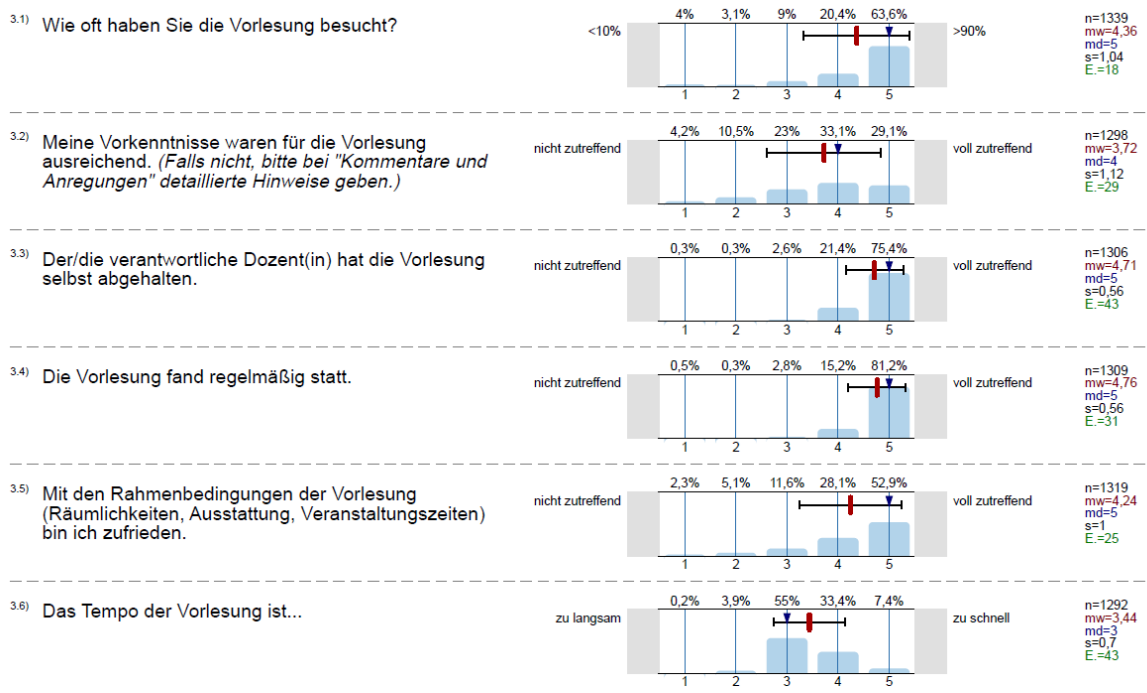 3.1) Wie oft haben Sie die Vorlesung besucht?
<10%
4% 3,1% 9% 20,4% 63,6%
1 2 3 4 5
>90%
n=1339
mw=4,36
md=5
s=1,04
E.=18
3.2) Meine Vorkenntnisse waren für die Vorlesung
ausreichend. (Falls nicht, bitte bei "Kommentare und
Anregungen" detaillierte Hinweise geben.)
nicht zutreffend
4,2% 10,5% 23% 33,1% 29,1%
1 2 3 4 5
voll zutreffend
n=1298
mw=3,72
md=4
s=1,12
E.=29
3.3) Der/die verantwortliche Dozent(in) hat die Vorlesung
selbst abgehalten.
nicht zutreffend
0,3% 0,3% 2,6% 21,4% 75,4%
1 2 3 4 5
voll zutreffend
n=1306
mw=4,71
md=5
s=0,56
E.=43
3.4) Die Vorlesung fand regelmäßig statt.
nicht zutreffend
0,5% 0,3% 2,8% 15,2% 81,2%
1 2 3 4 5
voll zutreffend
n=1309
mw=4,76
md=5
s=0,56
E.=31
3.5) Mit den Rahmenbedingungen der Vorlesung
(Räumlichkeiten, Ausstattung, Veranstaltungszeiten)
bin ich zufrieden.
nicht zutreffend
2,3% 5,1% 11,6% 28,1% 52,9%
1 2 3 4 5
voll zutreffend
n=1319
mw=4,24
md=5
s=1
E.=25
3.6) Das Tempo der Vorlesung ist...
zu langsam
0,2% 3,9% 55% 33,4% 7,4%
1 2 3 4 5
zu schnell
n=1292
mw=3,44
md=3
s=0,7
E.=43